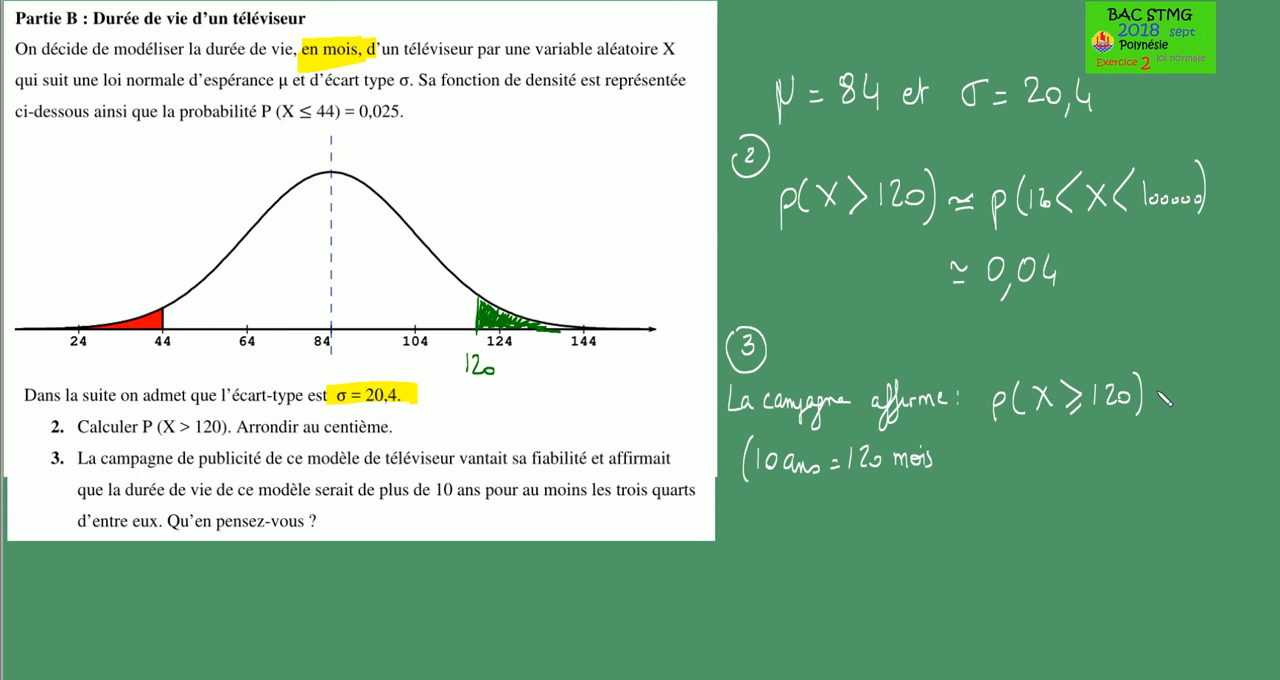 Partie B : Durée de vie d'un téléviseur
On décide de modéliser la durée de vie, en mois, d'un téléviseur par une variable aléatoire X
qui suit une loi normale d'espérance μ et d'écart type σ. Sa fonction de densité est représentée
ci-dessous ainsi que la probabilité P (X ≤ 44) = 0,025.
24 44 64 84 104 124 144
120
Dans la suite on admet que l'écart-type est σ = 20,4.
2. Calculer P (X > 120). Arrondir au centième.
3. La campagne de publicité de ce modèle de téléviseur vantait sa fiabilité et affirmait
que la durée de vie de ce modèle serait de plus de 10 ans pour au moins les trois quarts
d'entre eux. Qu'en pensez-vous ?
BAC STMG
2018 sept
Polynésie
Exercice 2 loi normale
μ = 84 et σ = 20,4
2
p(X > 120) ≃ p(120 < X < 100000)
≃ 0,04
3
La campagne affirme : p(X ⩾ 120)
(10 ans = 120 mois